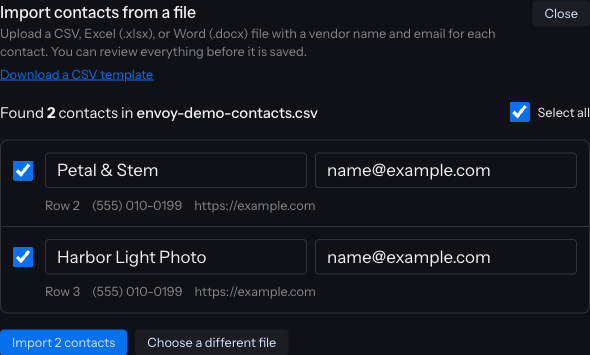 Import contacts from a file
Close
Upload a CSV, Excel (.xlsx), or Word (.docx) file with a vendor name and email for each
contact. You can review everything before it is saved.
Download a CSV template
Found 2 contacts in envoy-demo-contacts.csv
Select all
Petal & Stem
name@example.com
Row 2 (555) 010-0199 https://example.com
Harbor Light Photo
name@example.com
Row 3 (555) 010-0199 https://example.com
Import 2 contacts
Choose a different file